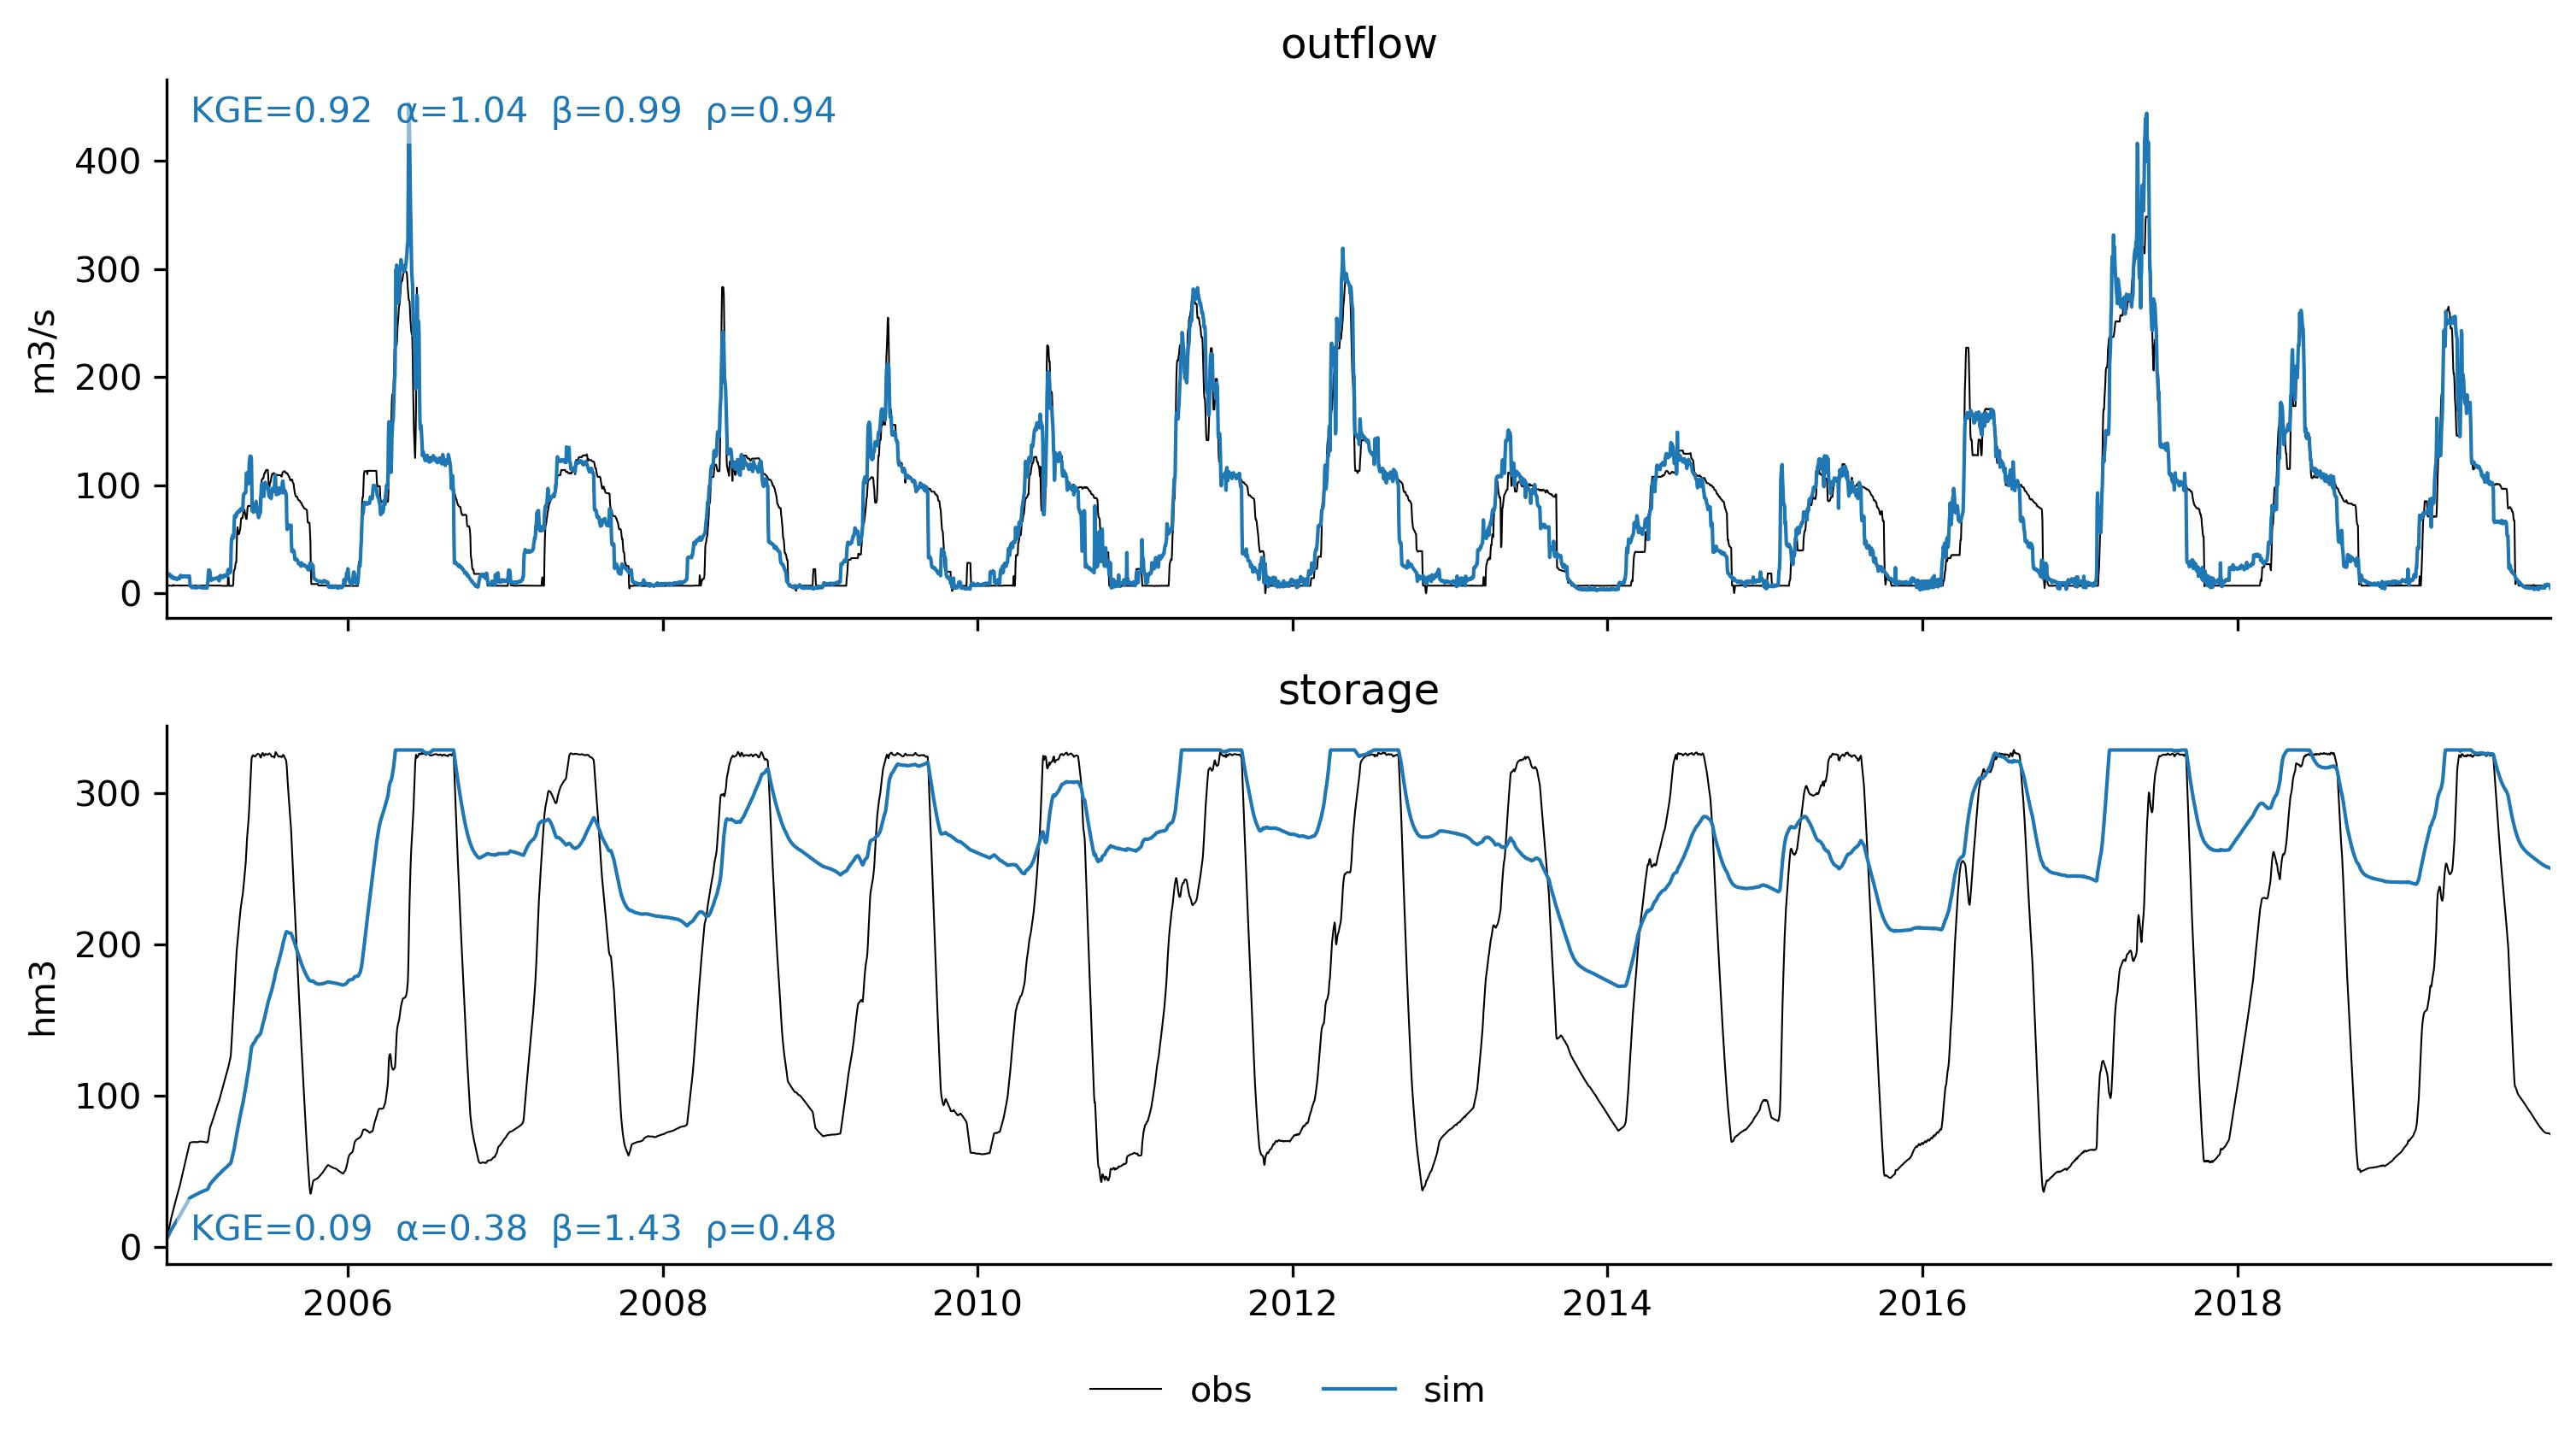 outflow
KGE=0.92 α=1.04 β=0.99 ρ=0.94
400
300
200
100
0
m3/s
storage
300
200
100
0
hm3
KGE=0.09 α=0.38 β=1.43 ρ=0.48
2006 2008 2010 2012 2014 2016 2018
obs sim